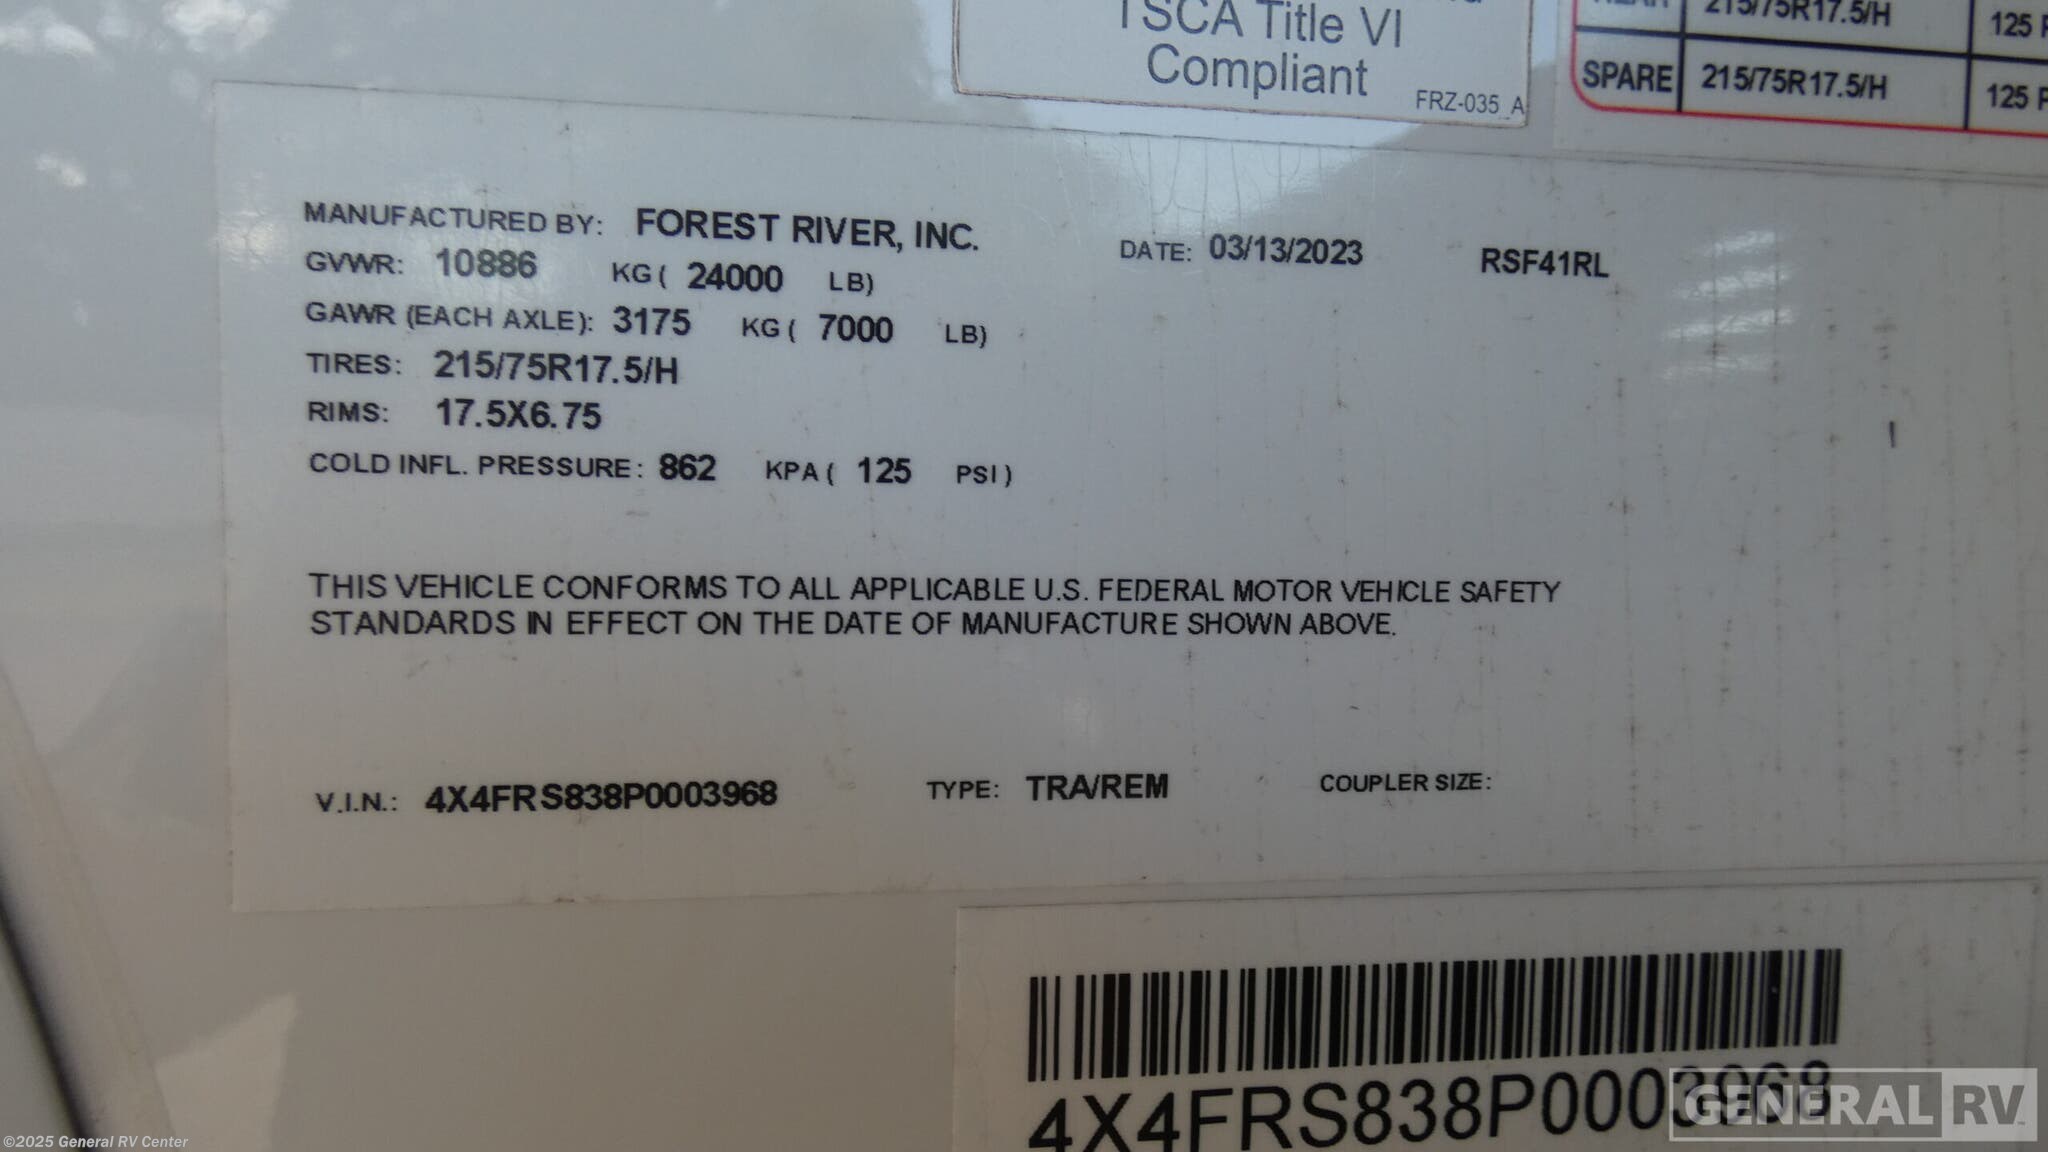 TSCA Title VI
Compliant
FRZ-035_A
215/75R17.5/H 125
SPARE 215/75R17.5/H 125
MANUFACTURED BY: FOREST RIVER, INC.
DATE: 03/13/2023 RSF41RL
GVWR: 10886 KG ( 24000 LB)
GAWR (EACH AXLE): 3175 KG ( 7000 LB)
TIRES: 215/75R17.5/H
RIMS: 17.5X6.75
COLD INFL. PRESSURE: 862 KPA ( 125 PSI )
THIS VEHICLE CONFORMS TO ALL APPLICABLE U.S. FEDERAL MOTOR VEHICLE SAFETY
STANDARDS IN EFFECT ON THE DATE OF MANUFACTURE SHOWN ABOVE.
V.I.N.: 4X4FRS838P0003968 TYPE: TRA/REM COUPLER SIZE:
4X4FRS838P0003968
GENERAL RV
©2025 General RV Center